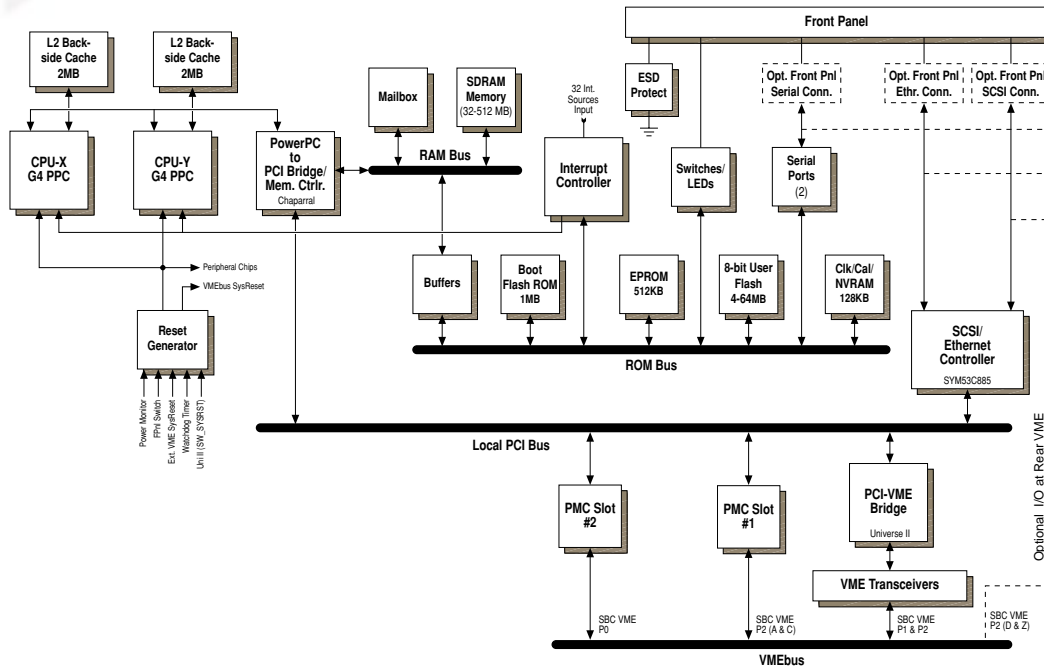 Front Panel
L2 Back-
side Cache
2MB
L2 Back-
side Cache
2MB
Mailbox
SDRAM
Memory
(32-512 MB)
32 Int.
Sources
Input
ESD
Protect
Opt. Front Pnl
Serial Conn.
Opt. Front Pnl
Ethr. Conn.
Opt. Front Pnl
SCSI Conn.
CPU-X
G4 PPC
CPU-Y
G4 PPC
PowerPC
to
PCI Bridge/
Mem. Ctrlr.
Chaparral
RAM Bus
Interrupt
Controller
Switches/
LEDs
Serial
Ports
(2)
Peripheral Chips
VMEbus SysReset
Buffers
Boot
Flash ROM
1MB
EPROM
512KB
8-bit User
Flash
4-64MB
Clk/Cal/
NVRAM
128KB
Reset
Generator
SCSI/
Ethernet
Controller
SYM53C885
ROM Bus
Power Monitor
FPnl Switch
Ext. VME SysReset
Watchdog Timer
Uni II (SW_SYSRST)
Local PCI Bus
Optional I/O at Rear VME
PMC Slot
#2
PMC Slot
#1
PCI-VME
Bridge
Universe II
VME Transceivers
SBC VME
P0
SBC VME
P2 (A & C)
SBC VME
P1 & P2
SBC VME
P2 (D & Z)
VMEbus